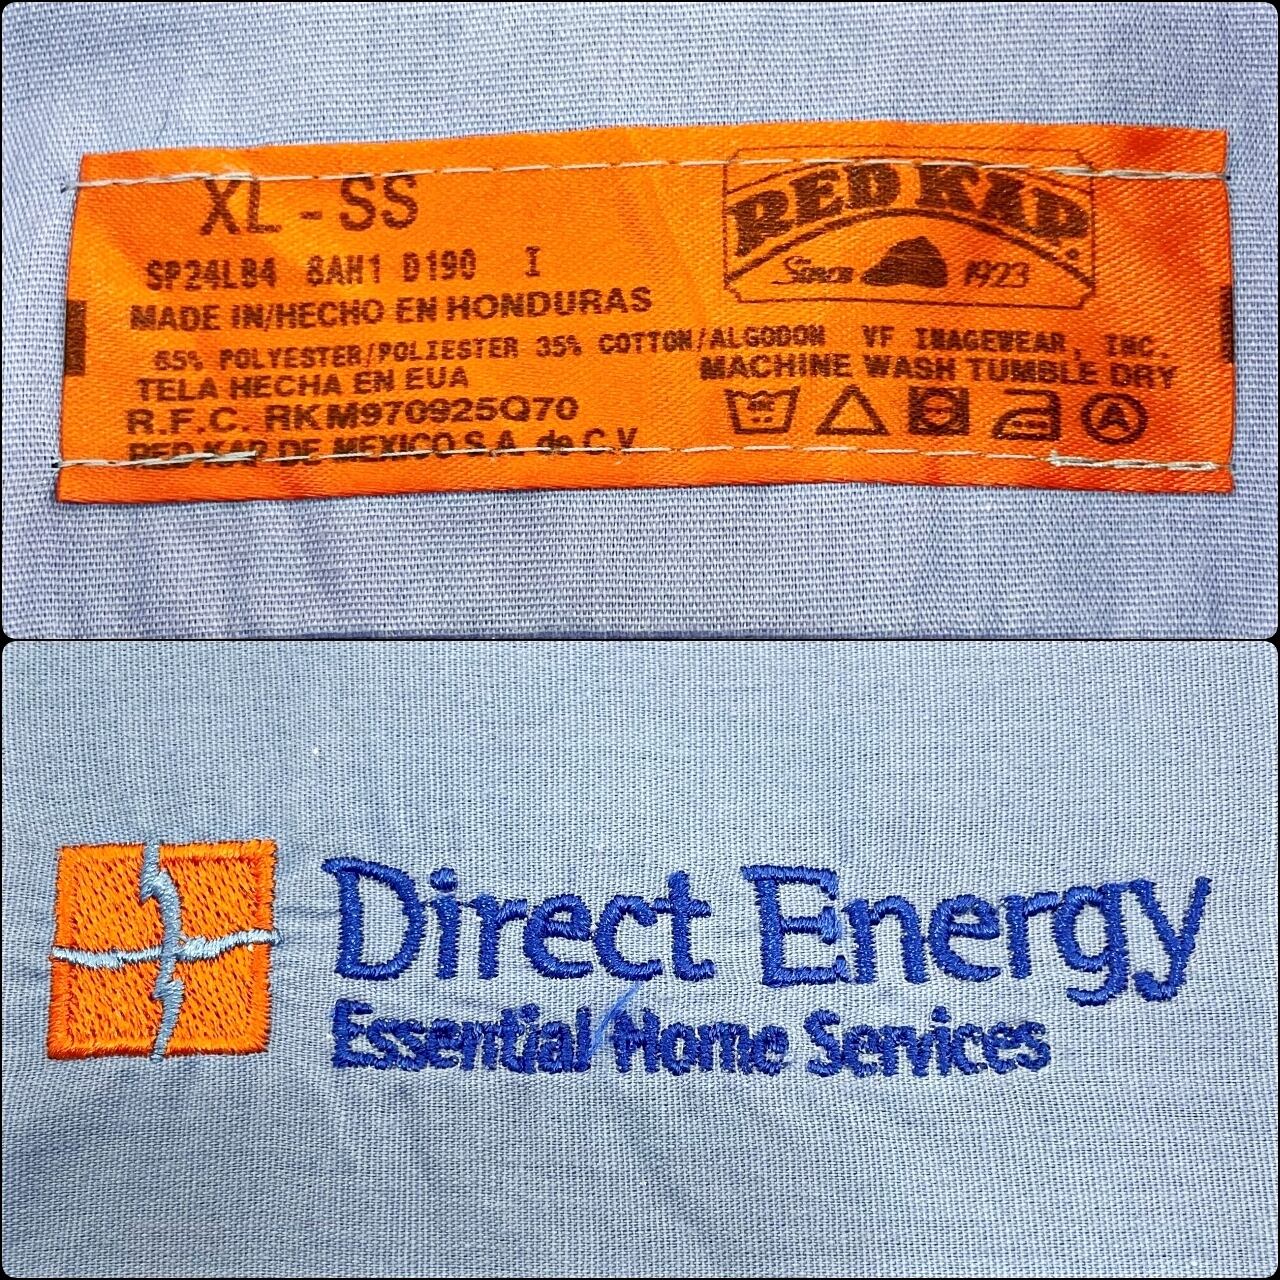 XL - SS
SP24LB4 8AH1 D190 I
MADE IN/HECHO EN HONDURAS
65% POLYESTER/POLIESTER 35% COTTON/ALGODON VF IMAGEWEAR, INC.
TELA HECHA EN EUA
R.F.C. RKM970925Q70
RED KAP DE MEXICO S.A. de C.V
RED KAP®
Since 1923
MACHINE WASH TUMBLE DRY
A
Direct Energy
Essential Home Services